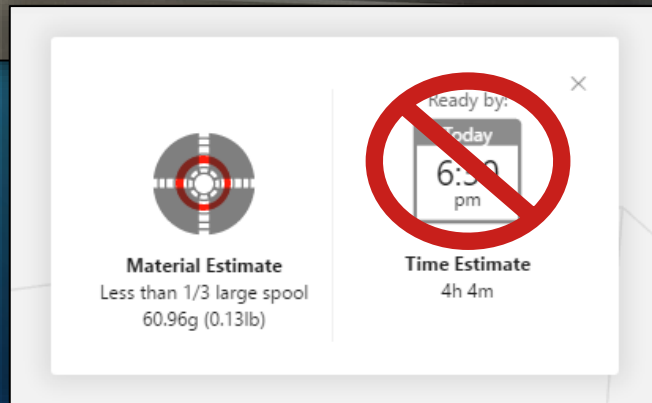 Ready by:
Today
6:30
pm
Material Estimate
Less than 1/3 large spool
60.96g (0.13lb)
Time Estimate
4h 4m